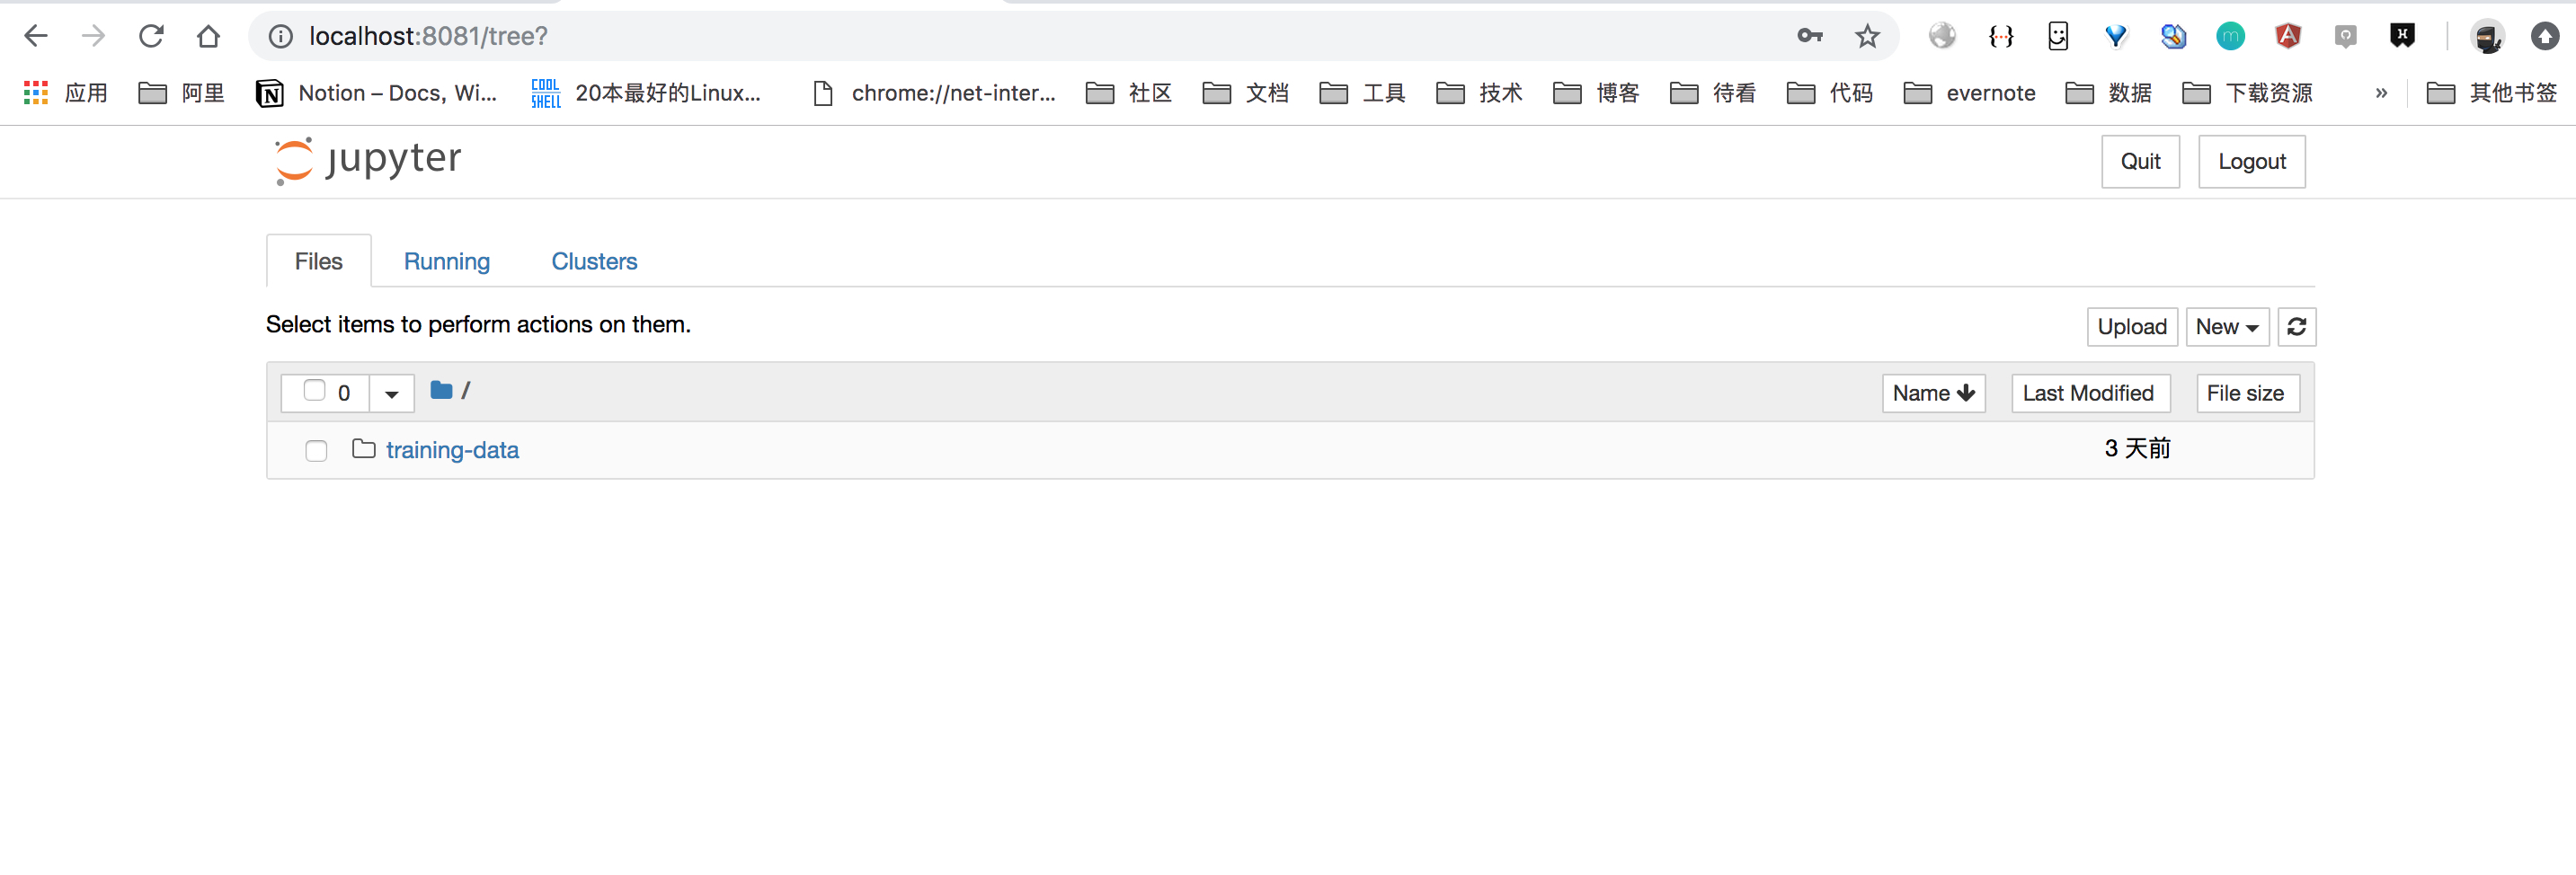 localhost:8081/tree?
应用 阿里 Notion – Docs, Wi... COOL SHELL 20本最好的Linux... chrome://net-inter... 社区 文档 工具 技术 博客 待看 代码 evernote 数据 下载资源 » 其他书签
jupyter Quit Logout
Files Running Clusters
Select items to perform actions on them. Upload New
0 / Name Last Modified File size
training-data 3 天前